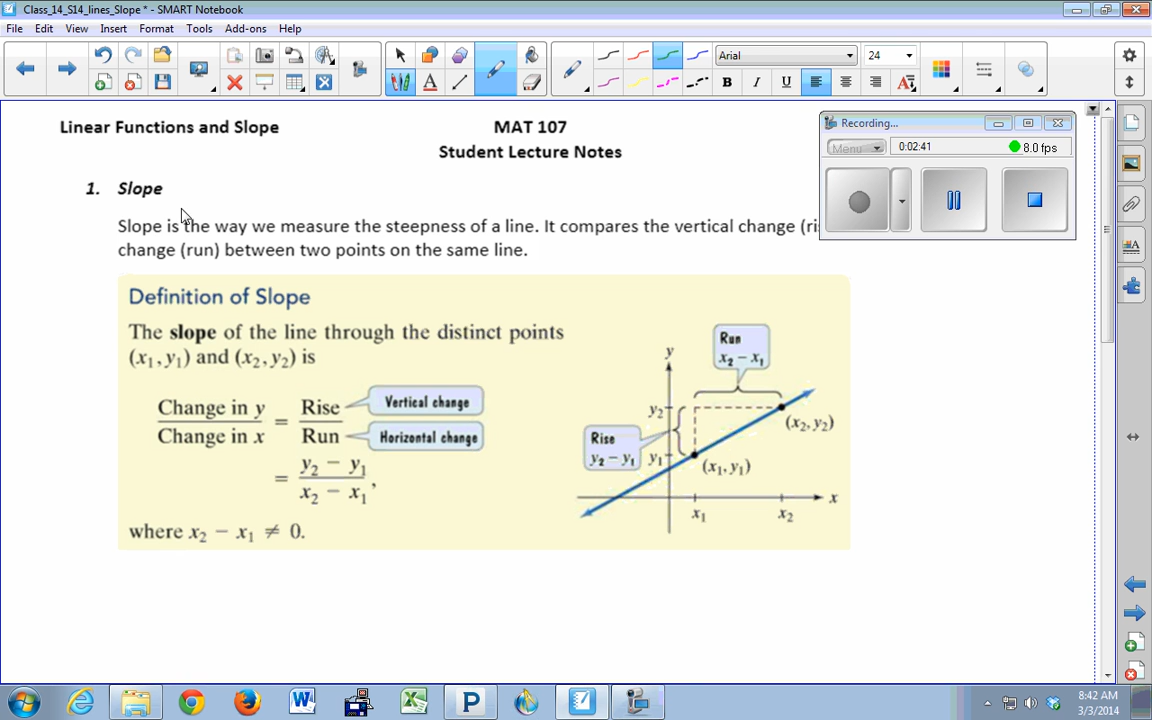 Class_14_S14_lines_Slope * - SMART Notebook
File Edit View Insert Format Tools Add-ons Help
Arial 24
B I U
Linear Functions and Slope MAT 107
Student Lecture Notes
Recording...
Menu 0:02:41 8.0 fps
1. Slope
Slope is the way we measure the steepness of a line. It compares the vertical change
change (run) between two points on the same line.
Definition of Slope
The slope of the line through the distinct points
(x₁, y₁) and (x₂, y₂) is
Change in y
Change in x
=
Rise
Run
Vertical change
Horizontal change
=
y₂ − y₁
x₂ − x₁
,
where x₂ − x₁ ≠ 0.
Run
x₂ − x₁
y
y₂
(x₂, y₂)
Rise
y₂ − y₁
y₁
(x₁, y₁)
x
x₁
x₂
8:42 AM
3/3/2014